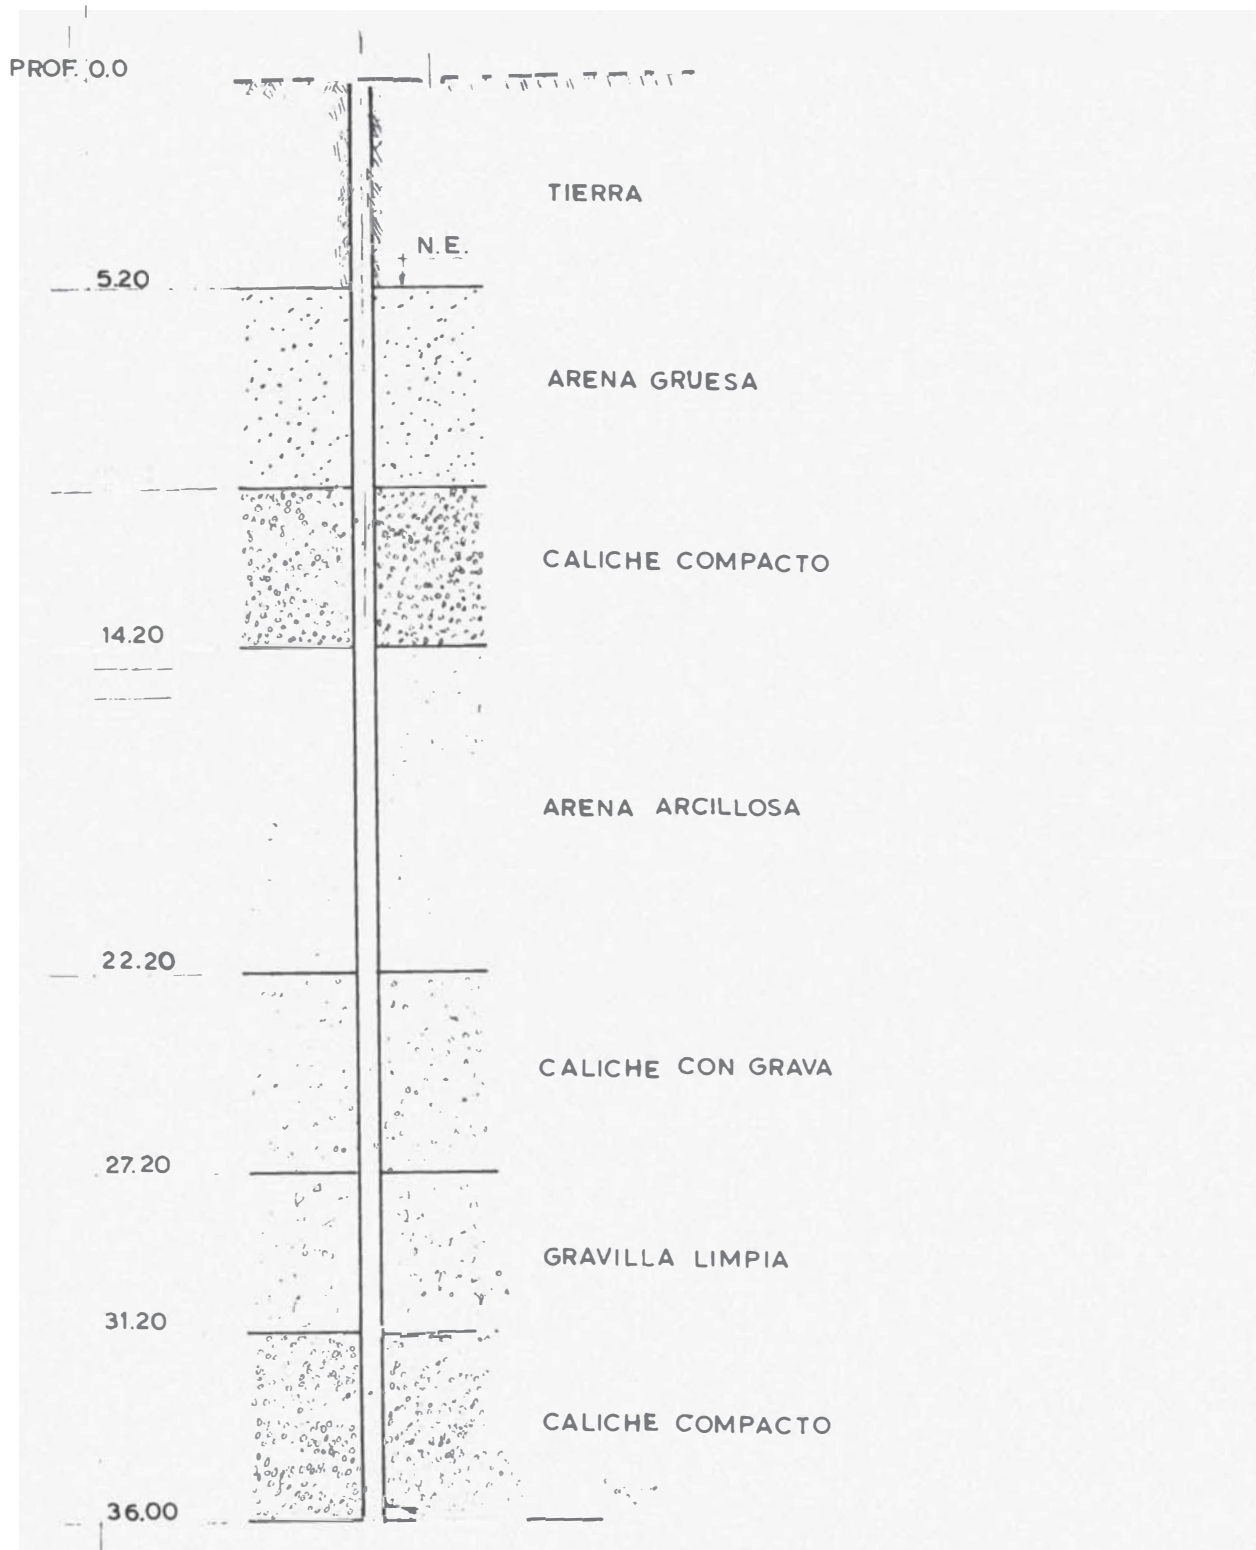 PROF. 0.0
TIERRA
N.E.
5.20
ARENA GRUESA
CALICHE COMPACTO
14.20
ARENA ARCILLOSA
22.20
CALICHE CON GRAVA
27.20
GRAVILLA LIMPIA
31.20
CALICHE COMPACTO
36.00